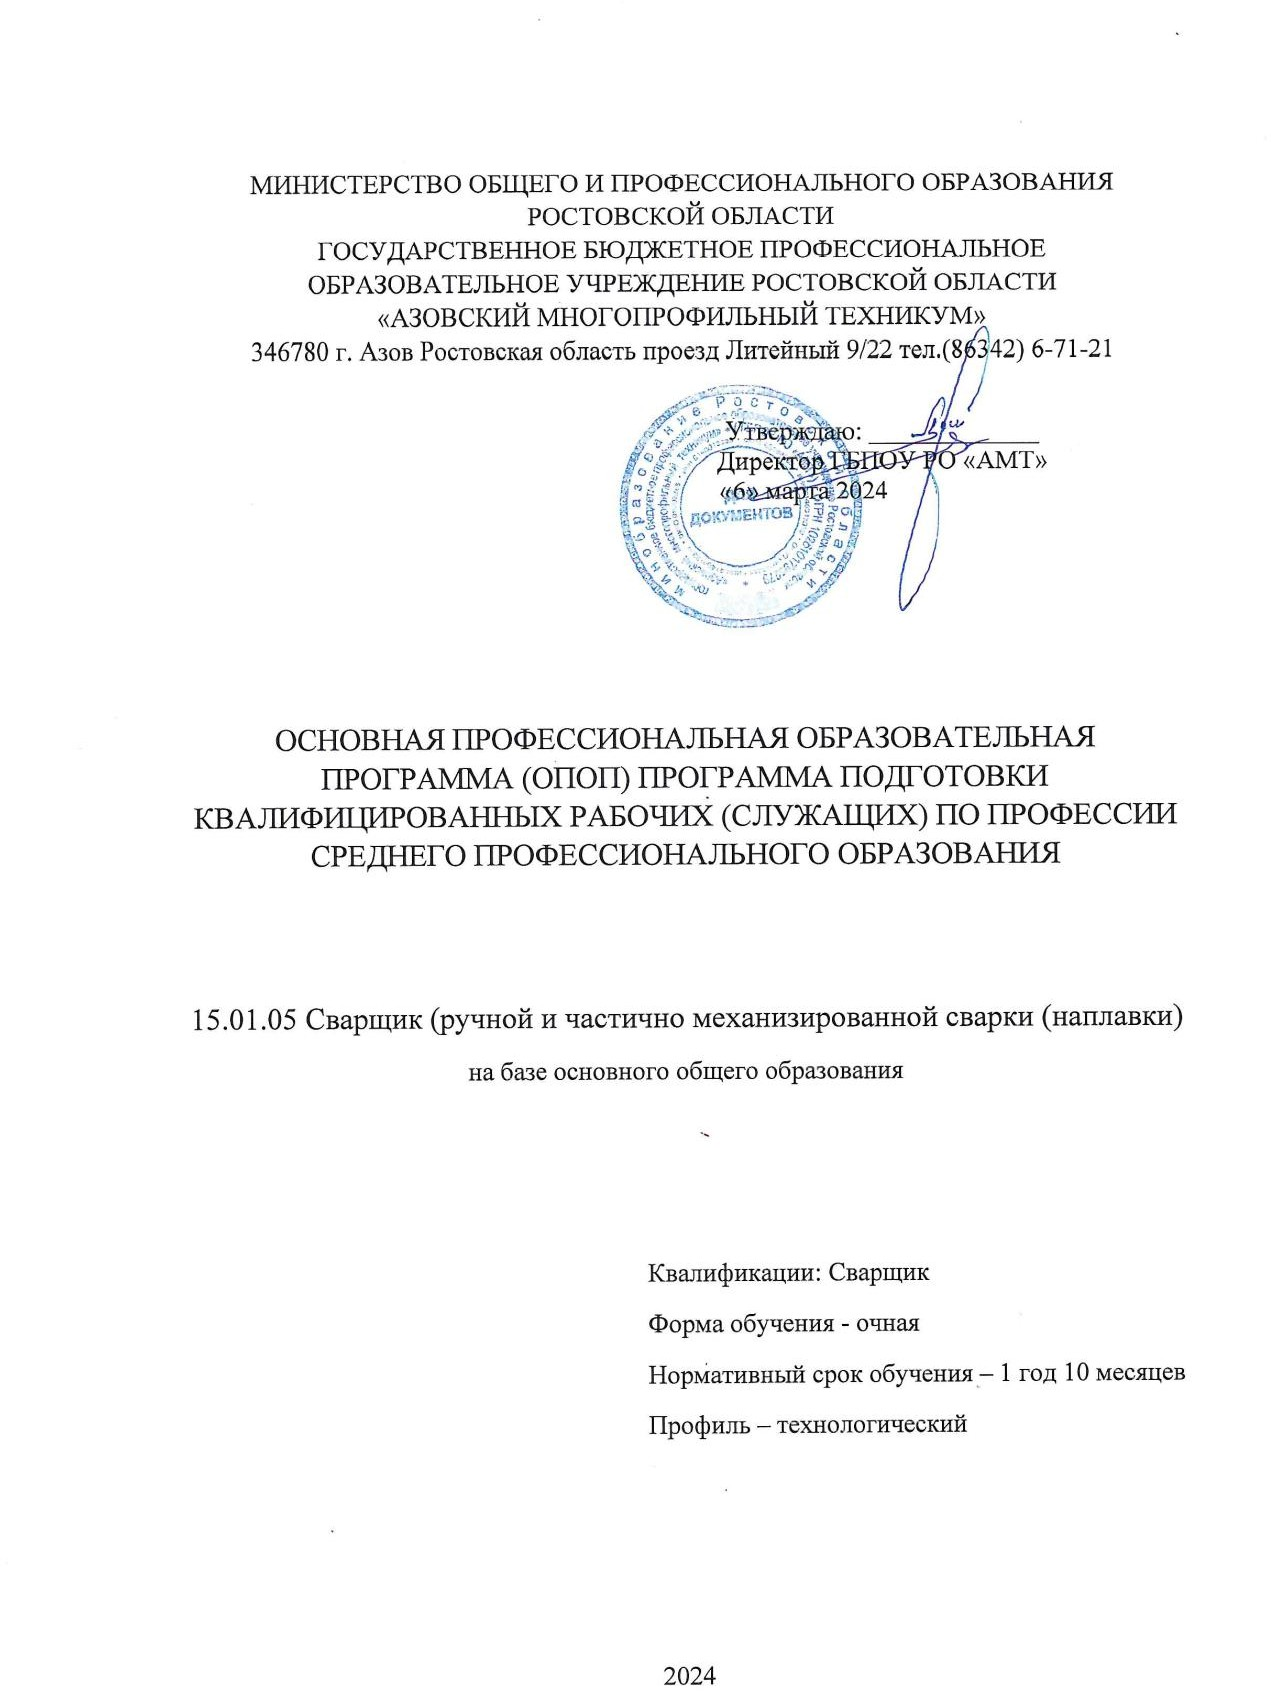 МИНИСТЕРСТВО ОБЩЕГО И ПРОФЕССИОНАЛЬНОГО ОБРАЗОВАНИЯ
РОСТОВСКОЙ ОБЛАСТИ
ГОСУДАРСТВЕННОЕ БЮДЖЕТНОЕ ПРОФЕССИОНАЛЬНОЕ
ОБРАЗОВАТЕЛЬНОЕ УЧРЕЖДЕНИЕ РОСТОВСКОЙ ОБЛАСТИ
«АЗОВСКИЙ МНОГОПРОФИЛЬНЫЙ ТЕХНИКУМ»
346780 г. Азов Ростовская область проезд Литейный 9/22 тел.(86342) 6-71-21
Утверждаю:
Директор ГБПОУ РО «АМТ»
«6» марта 2024
Минобразование Ростовской области
ДОКУМЕНТОВ
ОСНОВНАЯ ПРОФЕССИОНАЛЬНАЯ ОБРАЗОВАТЕЛЬНАЯ
ПРОГРАММА (ОПОП) ПРОГРАММА ПОДГОТОВКИ
КВАЛИФИЦИРОВАННЫХ РАБОЧИХ (СЛУЖАЩИХ) ПО ПРОФЕССИИ
СРЕДНЕГО ПРОФЕССИОНАЛЬНОГО ОБРАЗОВАНИЯ
15.01.05 Сварщик (ручной и частично механизированной сварки (наплавки)
на базе основного общего образования
Квалификации: Сварщик
Форма обучения - очная
Нормативный срок обучения – 1 год 10 месяцев
Профиль – технологический
2024